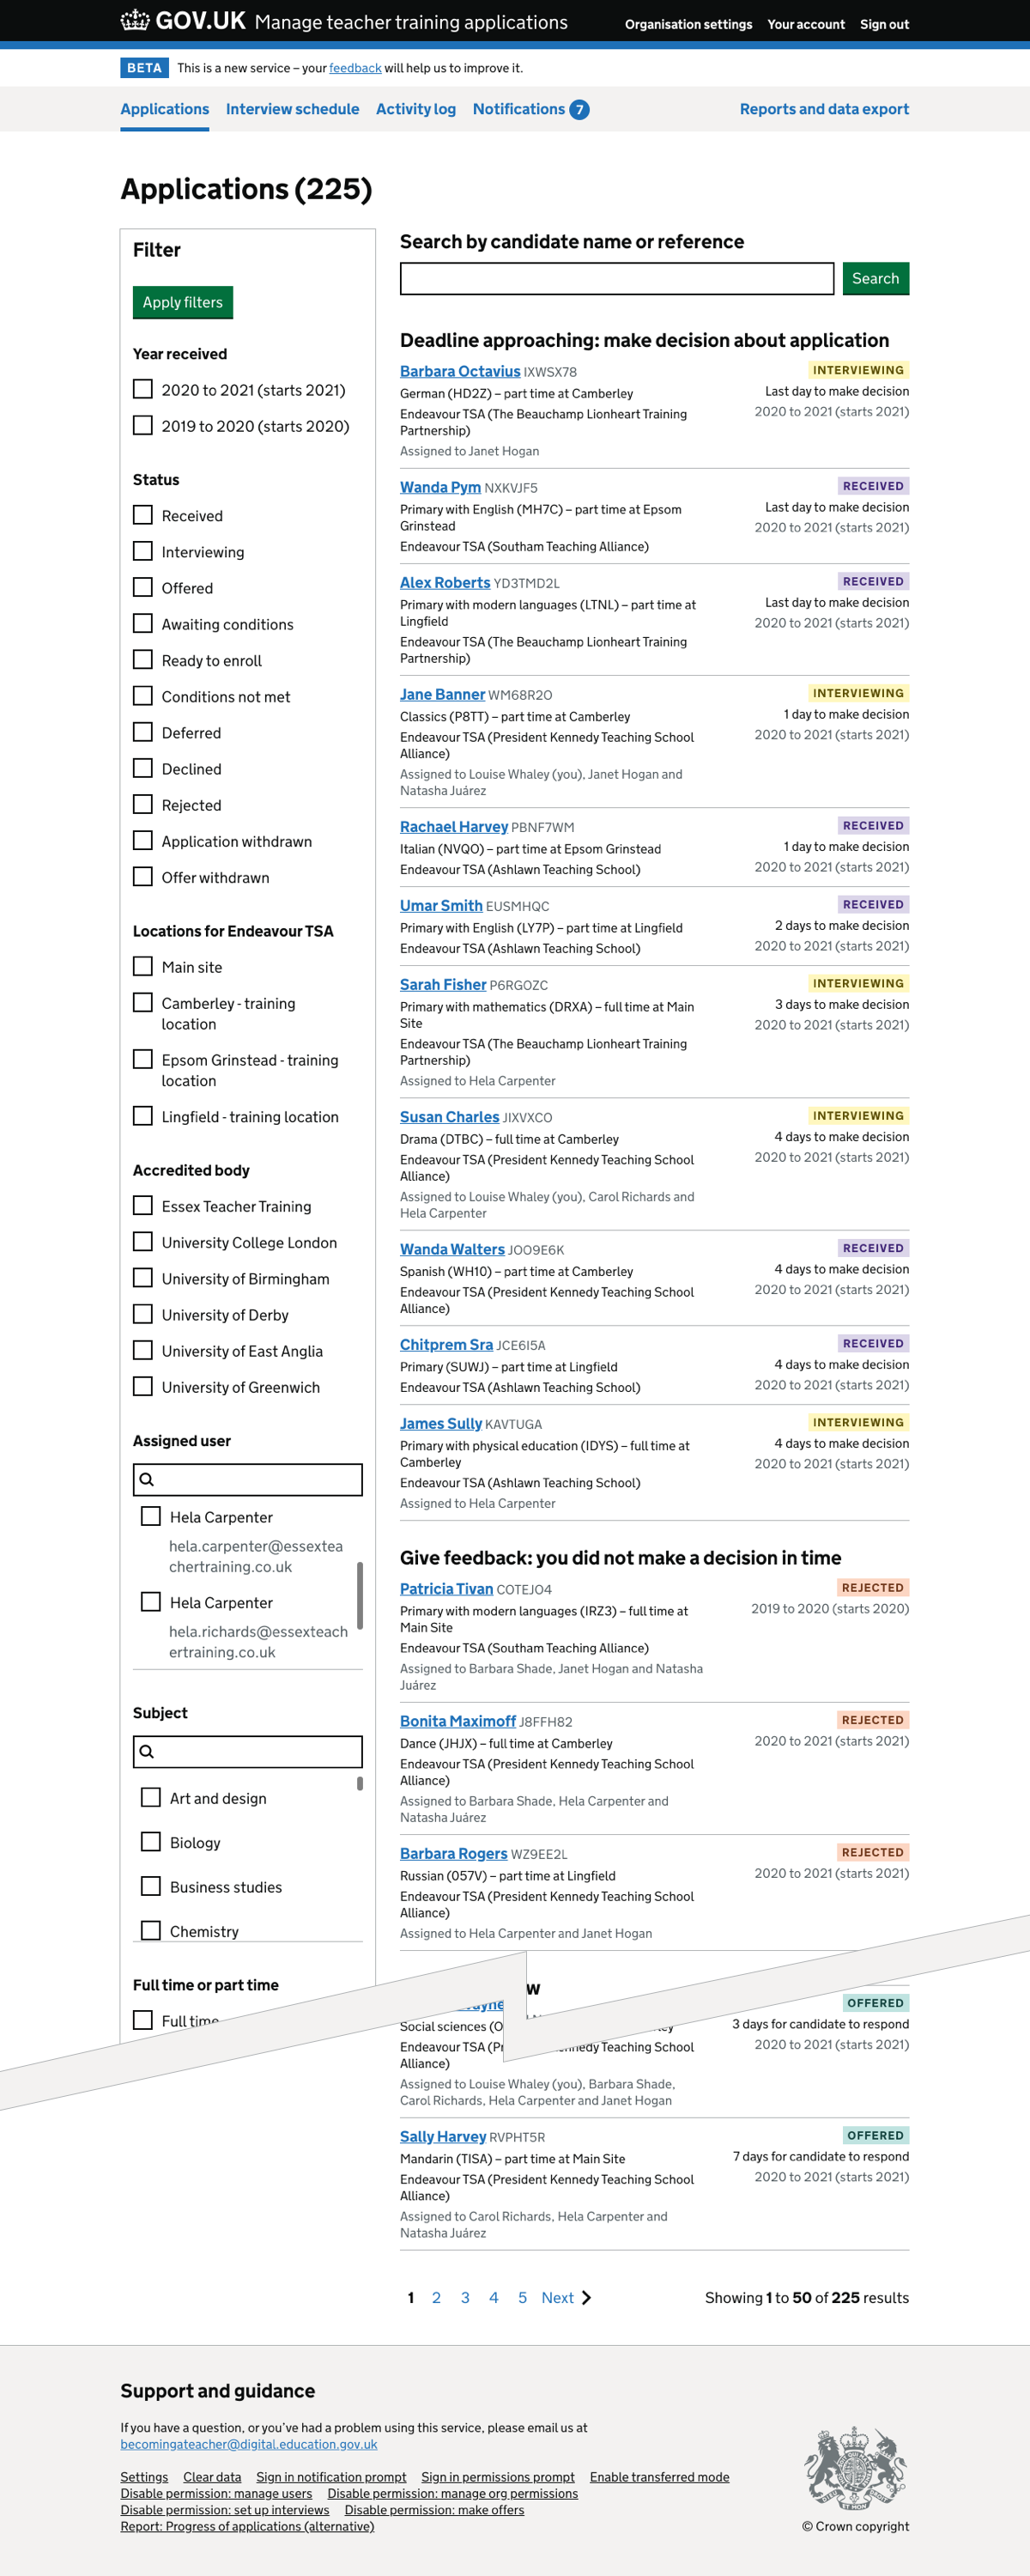 GOV.UK Manage teacher training applications
Organisation settings Your account Sign out
BETA This is a new service – your feedback will help us to improve it.
Applications Interview schedule Activity log Notifications 7 Reports and data export
Applications (225)
Filter
Apply filters
Year received
2020 to 2021 (starts 2021)
2019 to 2020 (starts 2020)
Status
Received
Interviewing
Offered
Awaiting conditions
Ready to enroll
Conditions not met
Deferred
Declined
Rejected
Application withdrawn
Offer withdrawn
Locations for Endeavour TSA
Main site
Camberley - training
location
Epsom Grinstead - training
location
Lingfield - training location
Accredited body
Essex Teacher Training
University College London
University of Birmingham
University of Derby
University of East Anglia
University of Greenwich
Assigned user
Hela Carpenter
hela.carpenter@essextea
chertraining.co.uk
Hela Carpenter
hela.richards@essexteach
ertraining.co.uk
Subject
Art and design
Biology
Business studies
Chemistry
Full time or part time
Full time
Search by candidate name or reference
Search
Deadline approaching: make decision about application
Barbara Octavius IXWSX78
INTERVIEWING
German (HD2Z) – part time at Camberley
Last day to make decision
Endeavour TSA (The Beauchamp Lionheart Training
2020 to 2021 (starts 2021)
Partnership)
Assigned to Janet Hogan
Wanda Pym NXKVJF5
RECEIVED
Primary with English (MH7C) – part time at Epsom
Last day to make decision
Grinstead
2020 to 2021 (starts 2021)
Endeavour TSA (Southam Teaching Alliance)
Alex Roberts YD3TMD2L
RECEIVED
Primary with modern languages (LTNL) – part time at
Last day to make decision
Lingfield
2020 to 2021 (starts 2021)
Endeavour TSA (The Beauchamp Lionheart Training
Partnership)
Jane Banner WM68R2O
INTERVIEWING
Classics (P8TT) – part time at Camberley
1 day to make decision
Endeavour TSA (President Kennedy Teaching School
2020 to 2021 (starts 2021)
Alliance)
Assigned to Louise Whaley (you), Janet Hogan and
Natasha Juárez
Rachael Harvey PBNF7WM
RECEIVED
Italian (NVQO) – part time at Epsom Grinstead
1 day to make decision
Endeavour TSA (Ashlawn Teaching School)
2020 to 2021 (starts 2021)
Umar Smith EUSMHQC
RECEIVED
Primary with English (LY7P) – part time at Lingfield
2 days to make decision
Endeavour TSA (Ashlawn Teaching School)
2020 to 2021 (starts 2021)
Sarah Fisher P6RGOZC
INTERVIEWING
Primary with mathematics (DRXA) – full time at Main
3 days to make decision
Site
2020 to 2021 (starts 2021)
Endeavour TSA (The Beauchamp Lionheart Training
Partnership)
Assigned to Hela Carpenter
Susan Charles JIXVXCO
INTERVIEWING
Drama (DTBC) – full time at Camberley
4 days to make decision
Endeavour TSA (President Kennedy Teaching School
2020 to 2021 (starts 2021)
Alliance)
Assigned to Louise Whaley (you), Carol Richards and
Hela Carpenter
Wanda Walters JOO9E6K
RECEIVED
Spanish (WH10) – part time at Camberley
4 days to make decision
Endeavour TSA (President Kennedy Teaching School
2020 to 2021 (starts 2021)
Alliance)
Chitprem Sra JCE6I5A
RECEIVED
Primary (SUWJ) – part time at Lingfield
4 days to make decision
Endeavour TSA (Ashlawn Teaching School)
2020 to 2021 (starts 2021)
James Sully KAVTUGA
INTERVIEWING
Primary with physical education (IDYS) – full time at
4 days to make decision
Camberley
2020 to 2021 (starts 2021)
Endeavour TSA (Ashlawn Teaching School)
Assigned to Hela Carpenter
Give feedback: you did not make a decision in time
Patricia Tivan COTEJO4
REJECTED
Primary with modern languages (IRZ3) – full time at
2019 to 2020 (starts 2020)
Main Site
Endeavour TSA (Southam Teaching Alliance)
Assigned to Barbara Shade, Janet Hogan and Natasha
Juárez
Bonita Maximoff J8FFH82
REJECTED
Dance (JHJX) – full time at Camberley
2020 to 2021 (starts 2021)
Endeavour TSA (President Kennedy Teaching School
Alliance)
Assigned to Barbara Shade, Hela Carpenter and
Natasha Juárez
Barbara Rogers WZ9EE2L
REJECTED
Russian (057V) – part time at Lingfield
2020 to 2021 (starts 2021)
Endeavour TSA (President Kennedy Teaching School
Alliance)
Assigned to Hela Carpenter and Janet Hogan
OFFERED
Social sciences
3 days for candidate to respond
Endeavour TSA Teaching School
2020 to 2021 (starts 2021)
Alliance)
Assigned to Louise Whaley (you), Barbara Shade,
Carol Richards, Hela Carpenter and Janet Hogan
Sally Harvey RVPHT5R
OFFERED
Mandarin (TISA) – part time at Main Site
7 days for candidate to respond
Endeavour TSA (President Kennedy Teaching School
2020 to 2021 (starts 2021)
Alliance)
Assigned to Carol Richards, Hela Carpenter and
Natasha Juárez
1 2 3 4 5 Next
Showing 1 to 50 of 225 results
Support and guidance
If you have a question, or you’ve had a problem using this service, please email us at
becomingateacher@digital.education.gov.uk
Settings Clear data Sign in notification prompt Sign in permissions prompt Enable transferred mode
Disable permission: manage users Disable permission: manage org permissions
Disable permission: set up interviews Disable permission: make offers
Report: Progress of applications (alternative)
© Crown copyright